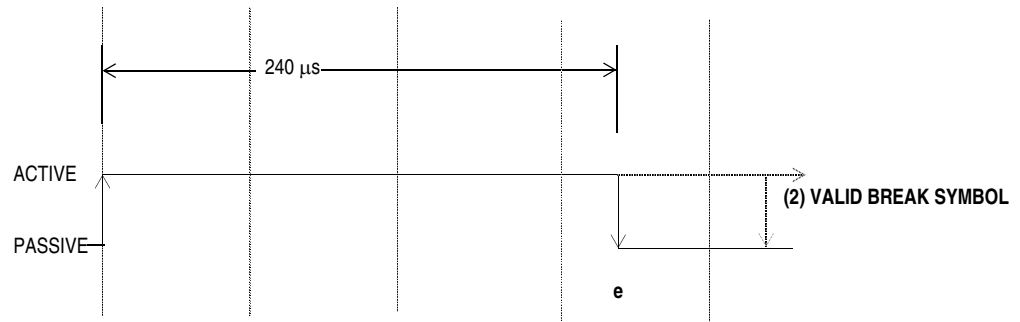 240 μs
ACTIVE
(2) VALID BREAK SYMBOL
PASSIVE
e